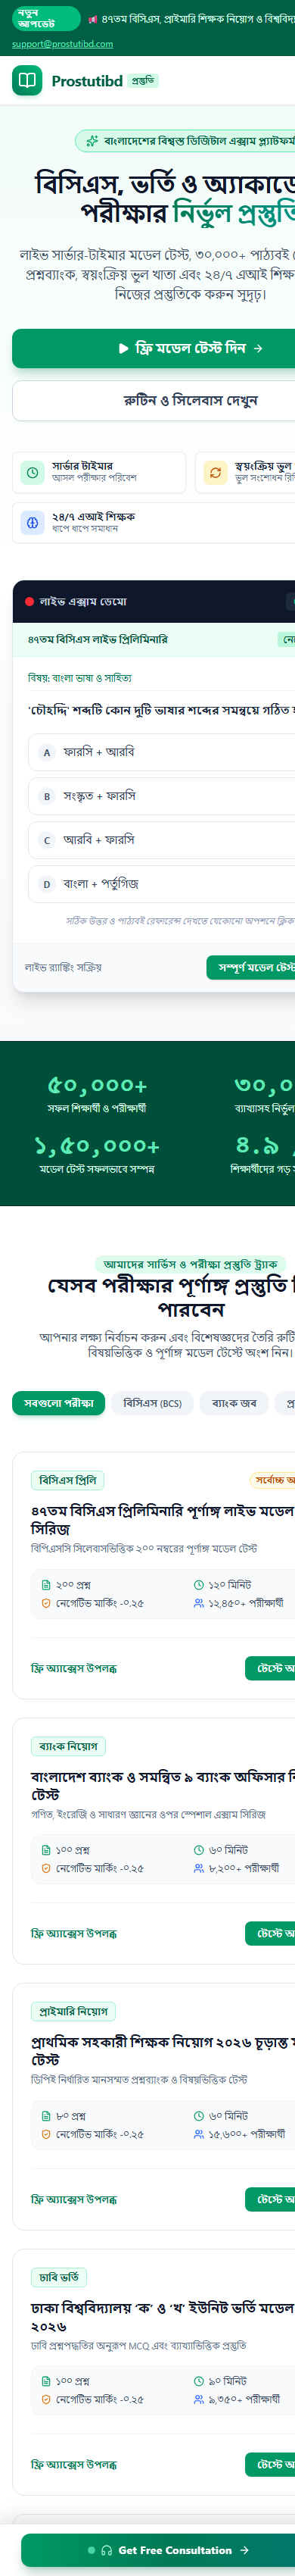 নতুন আপডেট
৪৭তম বিসিএস, প্রাইমারি শিক্ষক নিয়োগ ও বিশ্ববিদ্যা
support@prostutibd.com
Prostutibd প্রস্তুতি
বাংলাদেশের বিশ্বস্ত ডিজিটাল এক্সাম প্ল্যাটফর্ম
বিসিএস, ভর্তি ও অ্যাকাডে
পরীক্ষার নির্ভুল প্রস্তুতি
লাইভ সার্ভার-টাইমার মডেল টেস্ট, ৩০,০০০+ পাঠ্যবই
প্রশ্নব্যাংক, স্বয়ংক্রিয় ভুল খাতা এবং ২৪/৭ এআই শিক্ষ
নিজের প্রস্তুতিকে করুন সুদৃঢ়।
ফ্রি মডেল টেস্ট দিন
রুটিন ও সিলেবাস দেখুন
সার্ভার টাইমার
আসল পরীক্ষার পরিবেশ
স্বয়ংক্রিয় ভুল
ভুল সংশোধন
২৪/৭ এআই শিক্ষক
ধাপে ধাপে সমাধান
লাইভ এক্সাম ডেমো
৪৭তম বিসিএস লাইভ প্রিলিমিনারি
বিষয়: বাংলা ভাষা ও সাহিত্য
'চৌহদ্দি' শব্দটি কোন দুটি ভাষার শব্দের সমন্বয়ে গঠিত
A ফারসি + আরবি
B সংস্কৃত + ফারসি
C আরবি + ফারসি
D বাংলা + পর্তুগিজ
সঠিক উত্তর ও পাঠ্যবই রেফারেন্স দেখতে যেকোনো অপশনে ক্লিক
লাইভ র‍্যাঙ্কিং সক্রিয়
সম্পূর্ণ মডেল টেস্ট
৫০,০০০+
সফল শিক্ষার্থী ও পরীক্ষার্থী
৩০,০
ব্যাখ্যাসহ নির্ভুল
১,৫০,০০০+
মডেল টেস্ট সফলভাবে সম্পন্ন
৪.৯ /
শিক্ষার্থীদের গড়
আমাদের সার্ভিস ও পরীক্ষা প্রস্তুতি ট্র্যাক
যেসব পরীক্ষার পূর্ণাঙ্গ প্রস্তুতি
পারবেন
আপনার লক্ষ্য নির্বাচন করুন এবং বিশেষজ্ঞদের তৈরি রুটি
বিষয়ভিত্তিক ও পূর্ণাঙ্গ মডেল টেস্টে অংশ নিন।
সবগুলো পরীক্ষা
বিসিএস (BCS)
ব্যাংক জব
বিসিএস প্রিলি
সর্বোচ্চ
৪৭তম বিসিএস প্রিলিমিনারি পূর্ণাঙ্গ লাইভ মডেল
সিরিজ
বিপিএসসি সিলেবাসভিত্তিক ২০০ নম্বরের পূর্ণাঙ্গ মডেল টেস্ট
২০০ প্রশ্ন
১২০ মিনিট
নেগেটিভ মার্কিং -০.২৫
১২,৪৫০+ পরীক্ষার্থী
ফ্রি অ্যাক্সেস উপলব্ধ
টেস্টে অ
ব্যাংক নিয়োগ
বাংলাদেশ ব্যাংক ও সমন্বিত ৯ ব্যাংক অফিসার
টেস্ট
গণিত, ইংরেজি ও সাধারণ জ্ঞানের ওপর স্পেশাল এক্সাম সিরিজ
১০০ প্রশ্ন
৬০ মিনিট
নেগেটিভ মার্কিং -০.২৫
৮,২০০+ পরীক্ষার্থী
ফ্রি অ্যাক্সেস উপলব্ধ
টেস্টে অ
প্রাইমারি নিয়োগ
প্রাথমিক সহকারী শিক্ষক নিয়োগ ২০২৬ চূড়ান্ত
টেস্ট
ডিপিই নির্ধারিত মানসম্মত প্রশ্নব্যাংক ও বিষয়ভিত্তিক টেস্ট
৮০ প্রশ্ন
৬০ মিনিট
নেগেটিভ মার্কিং -০.২৫
১৫,৬০০+ পরীক্ষার্থী
ফ্রি অ্যাক্সেস উপলব্ধ
টেস্টে অ
ঢাবি ভর্তি
ঢাকা বিশ্ববিদ্যালয় ‘ক’ ও ‘খ’ ইউনিট ভর্তি মডেল
২০২৬
ঢাবি প্রশ্নপদ্ধতির অনুরূপ MCQ এবং ব্যাখ্যাভিত্তিক প্রস্তুতি
১০০ প্রশ্ন
৯০ মিনিট
নেগেটিভ মার্কিং -০.২৫
৯,৩৫০+ পরীক্ষার্থী
ফ্রি অ্যাক্সেস উপলব্ধ
টেস্টে অ
Get Free Consultation